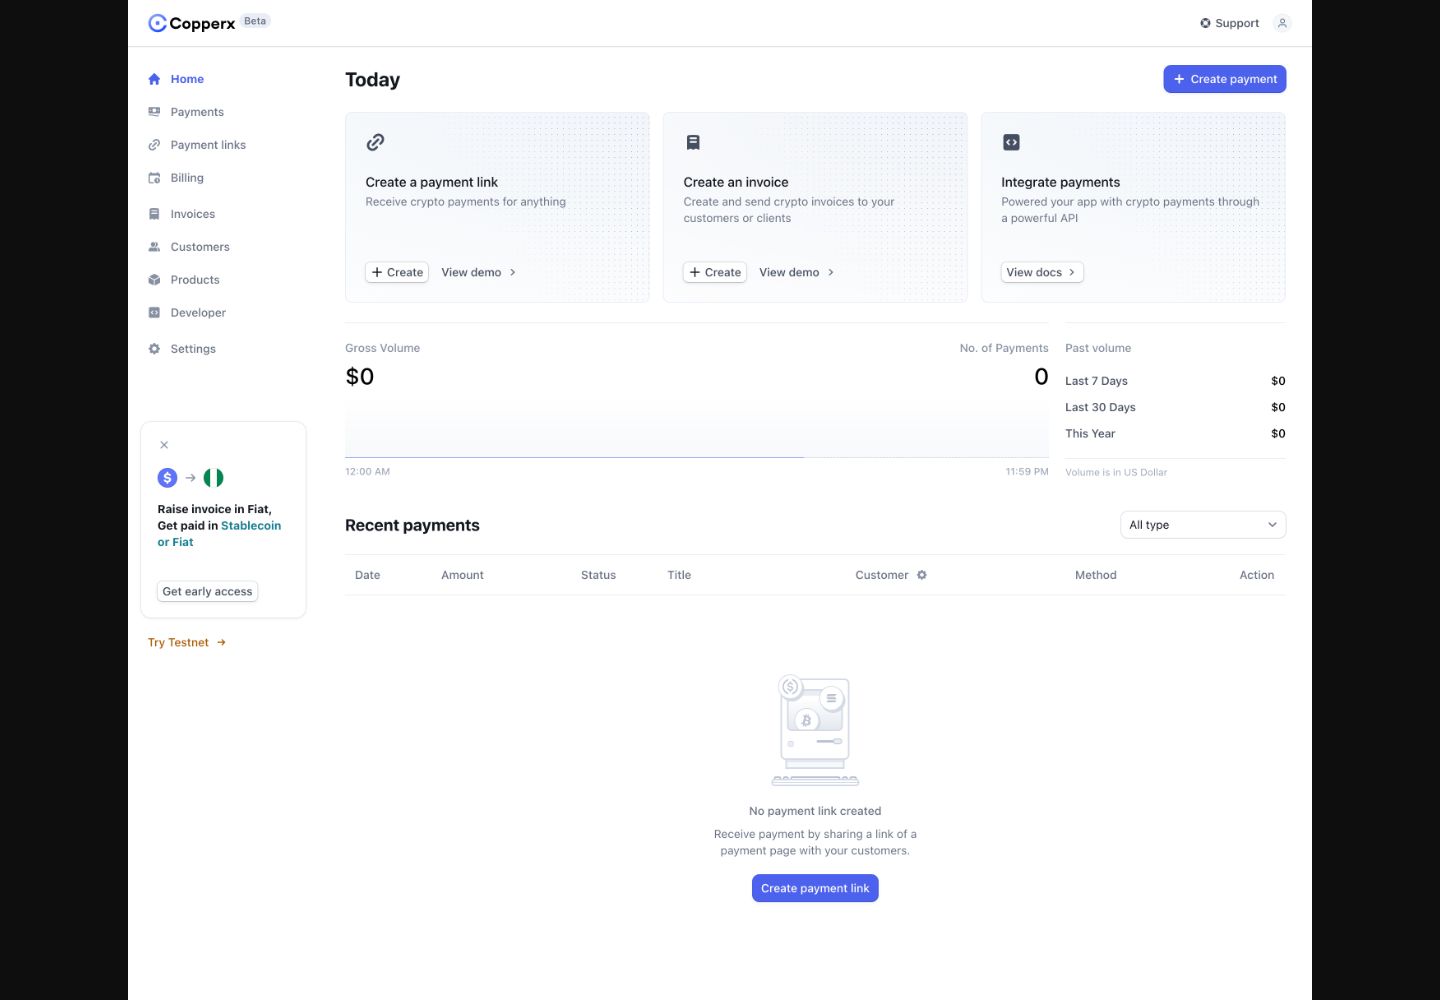 Copperx Beta
Support
Home
Payments
Payment links
Billing
Invoices
Customers
Products
Developer
Settings
Raise invoice in Fiat,
Get paid in Stablecoin
or Fiat
Get early access
Try Testnet
Today
Create payment
Create a payment link
Receive crypto payments for anything
Create
View demo
Create an invoice
Create and send crypto invoices to your
customers or clients
Create
View demo
Integrate payments
Powered your app with crypto payments through
a powerful API
View docs
Gross Volume
$0
No. of Payments
0
12:00 AM
11:59 PM
Past volume
Last 7 Days $0
Last 30 Days $0
This Year $0
Volume is in US Dollar
Recent payments
All type
Date Amount Status Title Customer Method Action
No payment link created
Receive payment by sharing a link of a
payment page with your customers.
Create payment link